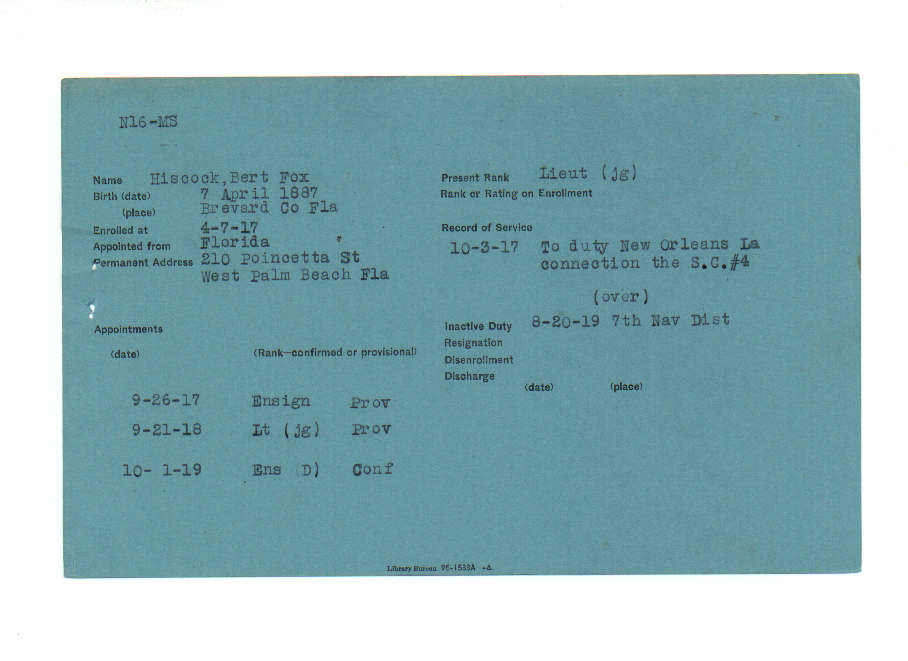 N16-MS
Name Hiscock,Bert Fox
Birth (date) 7 April 1887
(place) Brevard Co Fla
Enrolled at 4-7-17
Appointed from Florida
Permanent Address 210 Poincetta St
West Palm Beach Fla
Appointments
(date) (Rank—confirmed or provisional)
9-26-17 Ensign Prov
9-21-18 Lt (jg) Prov
10- 1-19 Ens (D) Conf
Present Rank Lieut (jg)
Rank or Rating on Enrollment
Record of Service
10-3-17 To duty New Orleans La
connection the S.C.#4
(over)
Inactive Duty 8-20-19 7th Nav Dist
Resignation
Disenrollment
Discharge
(date) (place)
Library Bureau